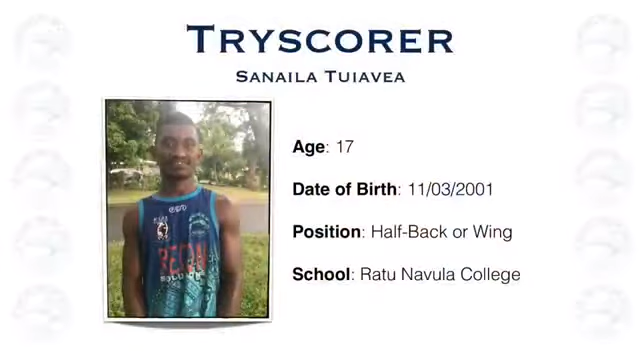 TRYSCORER
SANAILA TUIAVEA
Age: 17
Date of Birth: 11/03/2001
Position: Half-Back or Wing
School: Ratu Navula College